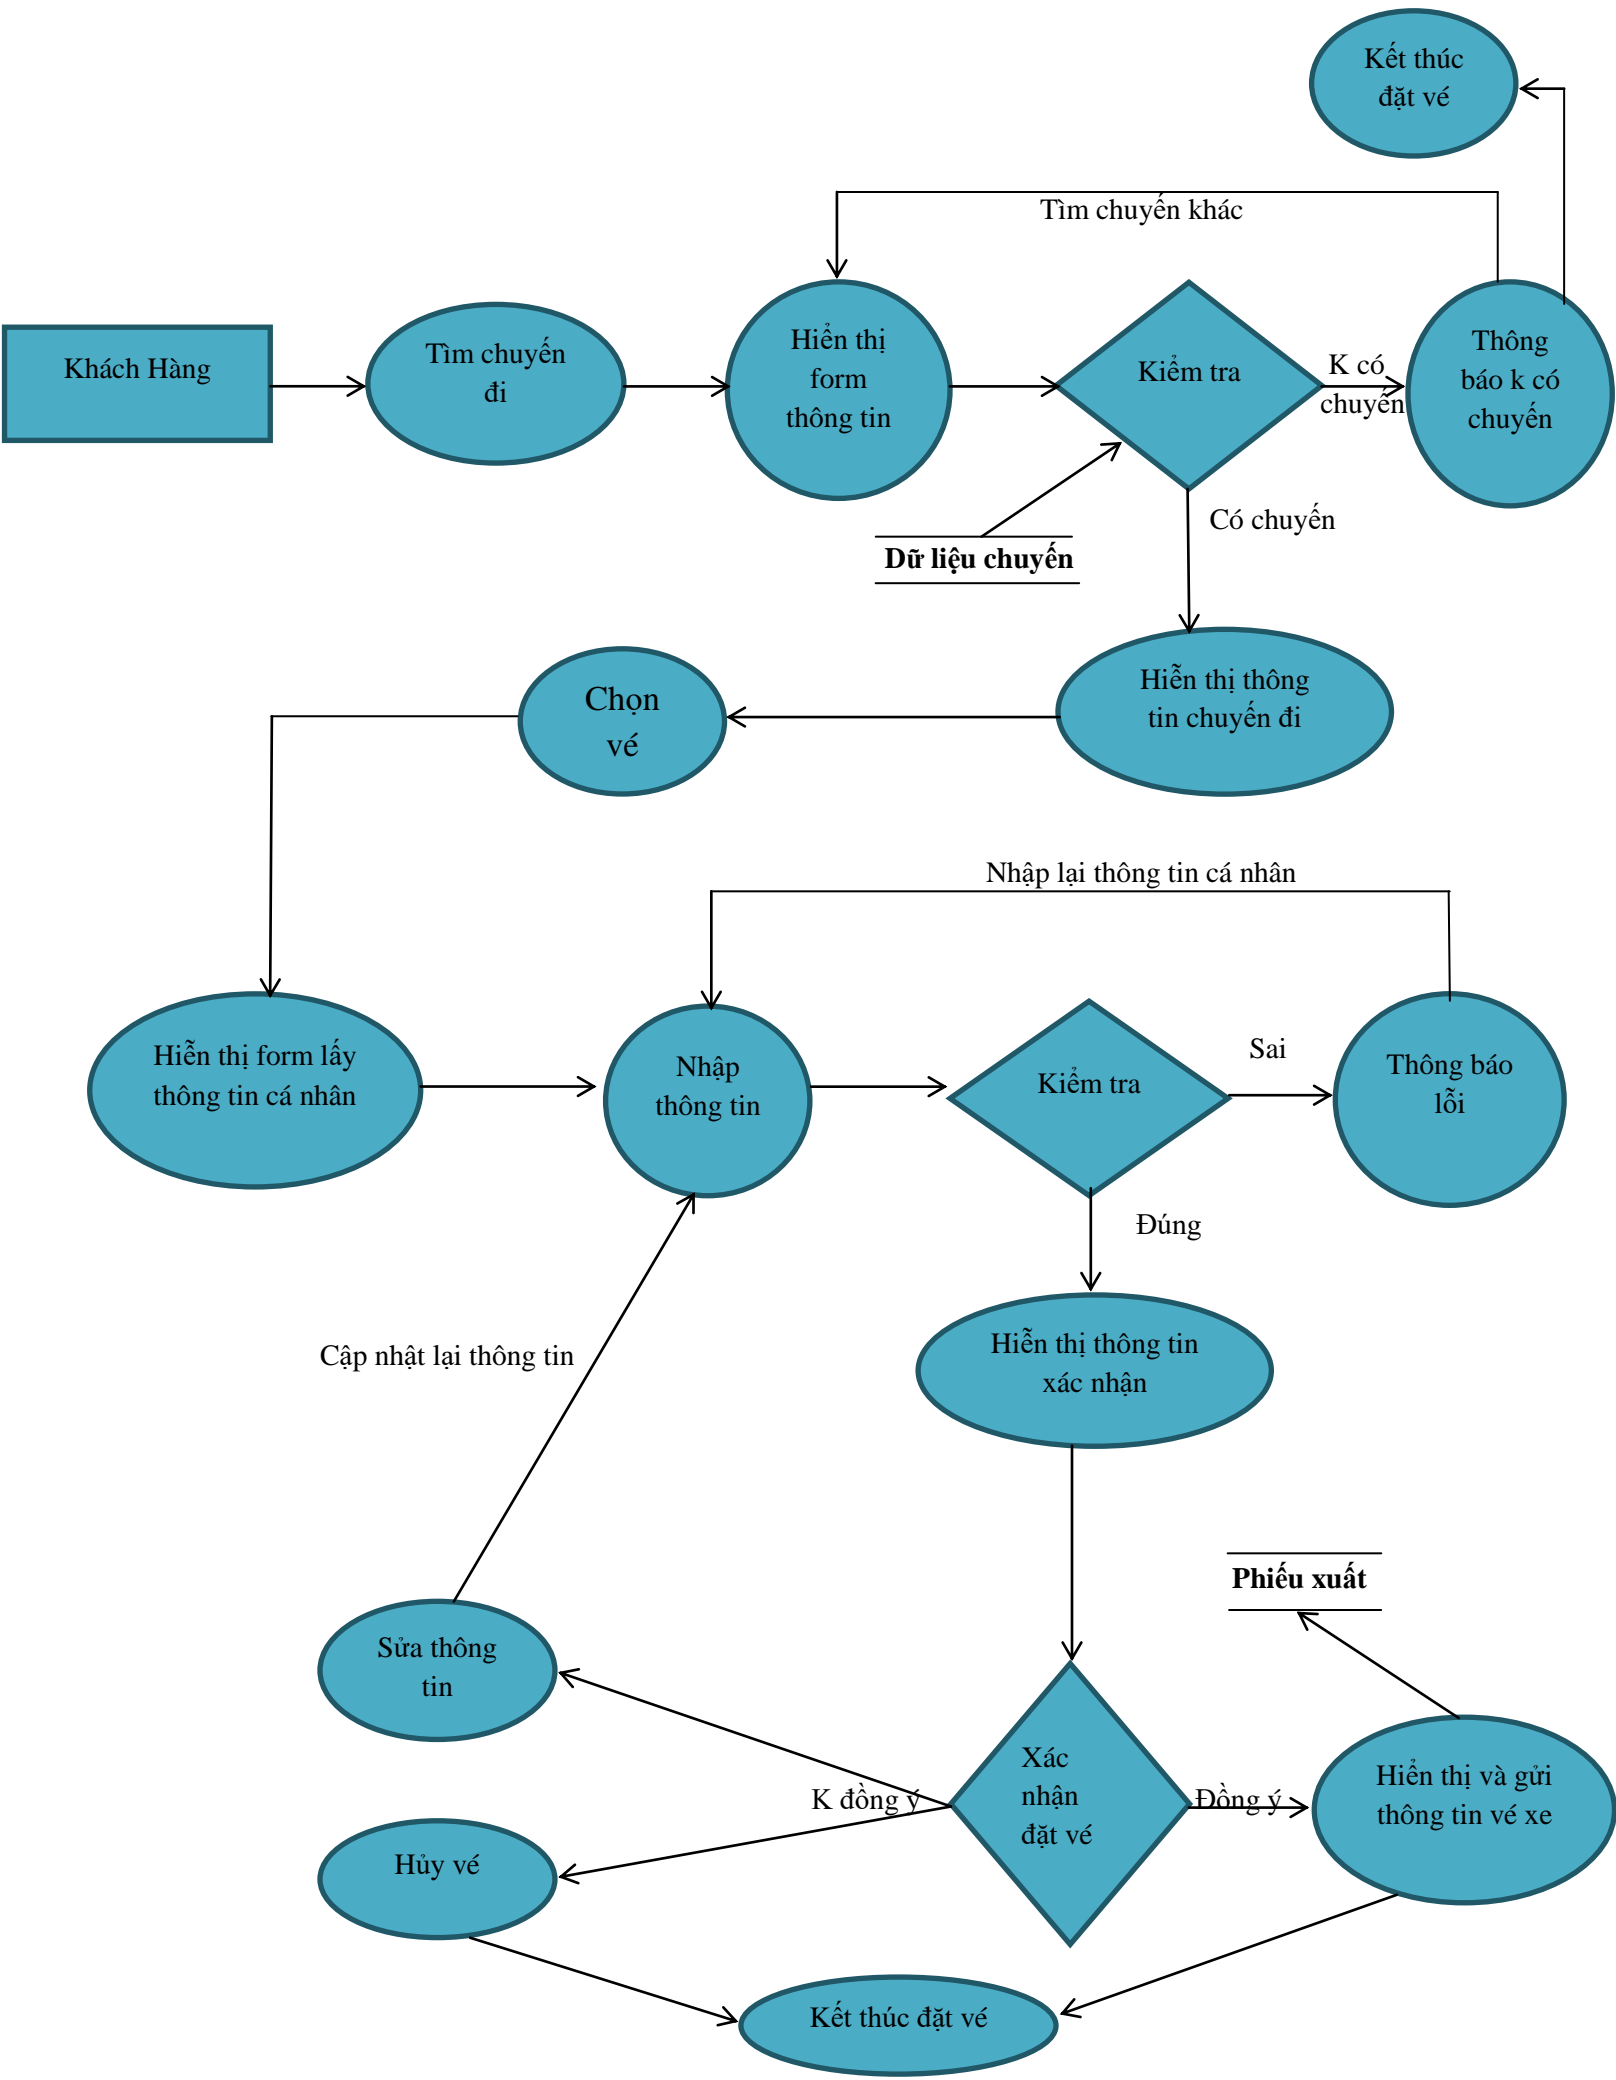 Kết thúc
đặt vé
Tìm chuyến khác
Khách Hàng
Tìm chuyến
đi
Hiển thị
form
thông tin
Kiểm tra
K có
chuyến
Thông
báo k có
chuyến
Có chuyến
Dữ liệu chuyến
Hiễn thị thông
tin chuyến đi
Chọn
vé
Nhập lại thông tin cá nhân
Hiễn thị form lấy
thông tin cá nhân
Nhập
thông tin
Kiểm tra
Sai
Thông báo
lỗi
Đúng
Hiễn thị thông tin
xác nhận
Cập nhật lại thông tin
Phiếu xuất
Sửa thông
tin
Xác
nhận
đặt vé
K đồng ý
Đồng ý
Hiển thị và gửi
thông tin vé xe
Hủy vé
Kết thúc đặt vé